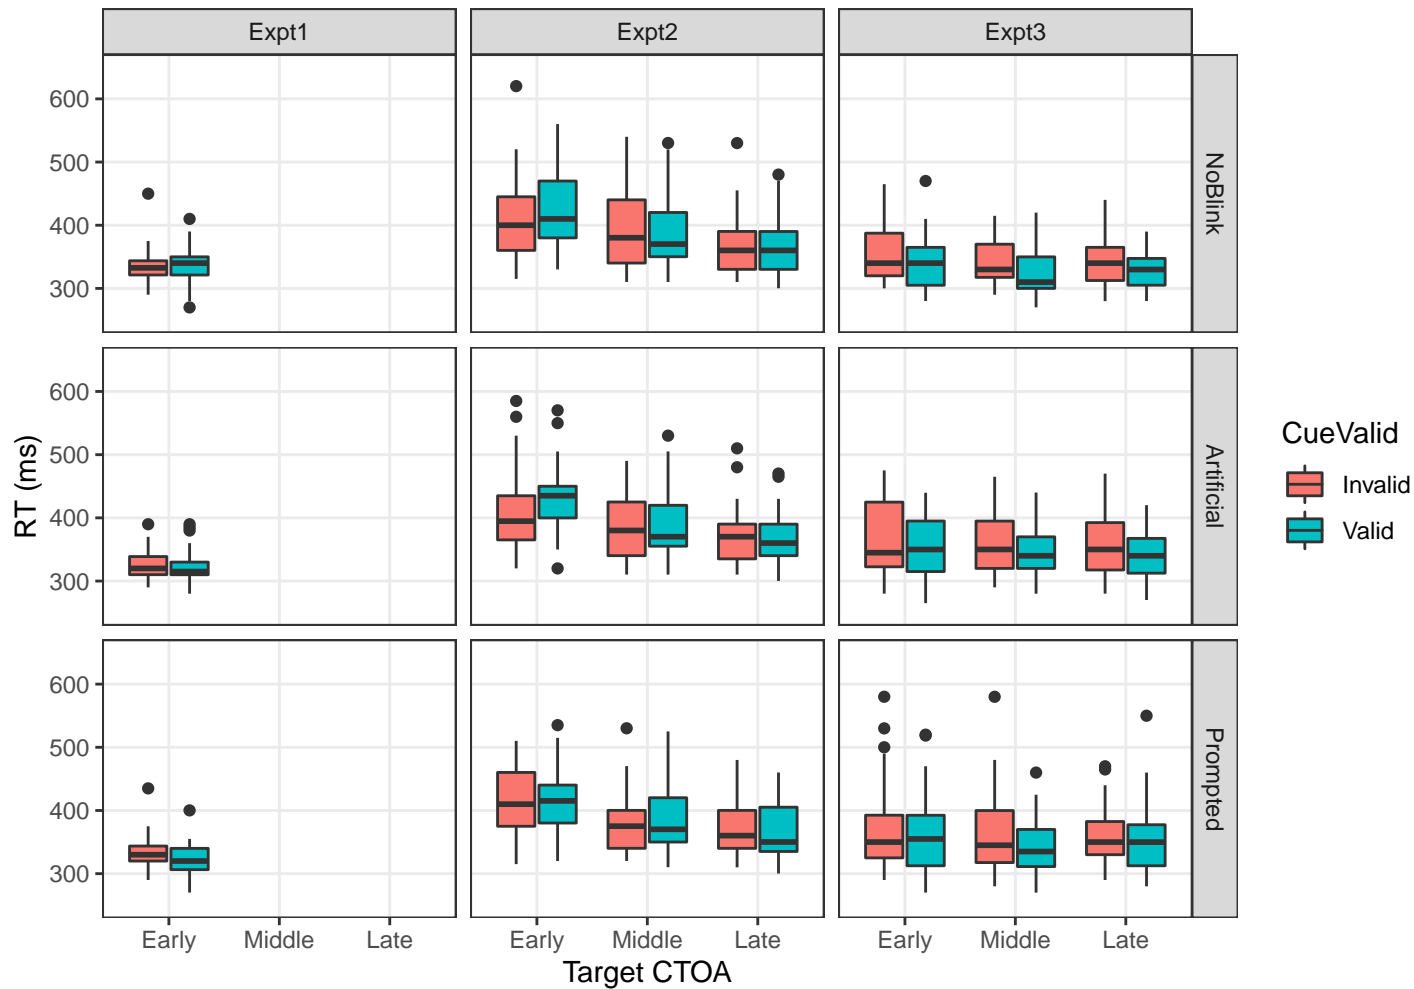 Expt1 Expt2 Expt3
600
500
400
300
NoBlink
600
500
400
300
Artificial
600
500
400
300
Prompted
RT (ms)
Early Middle Late Early Middle Late Early Middle Late
Target CTOA
CueValid
Invalid
Valid